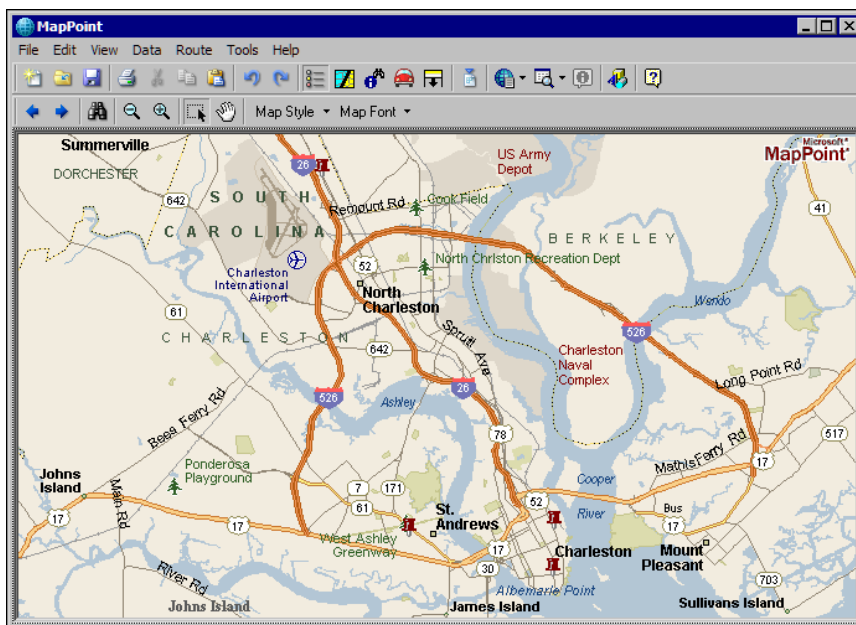 MapPoint
File Edit View Data Route Tools Help
Map Style Map Font
Summerville
DORCHESTER
US Army
Depot
Microsoft
MapPoint
26
642
SOUTH
CAROLINA
Remount Rd
Cook Field
41
BERKELEY
Charleston
International
Airport
52
North Chrlston Recreation Dept
North
Charleston
Wando
61
CHARLESTON
642
Spruill Ave
526
Charleston
Naval
Complex
526
Ashley
26
Long Point Rd
Bees Ferry Rd
78
517
Mathis Ferry Rd
17
Ponderosa
Playground
Johns
Island
Main Rd
7
171
61
Cooper
River
52
Bus
17
17
17
St.
Andrews
West Ashley
Greenway
17
Charleston
Mount
Pleasant
30
River Rd
Albemarle Point
703
Johns Island
James Island
Sullivans Island